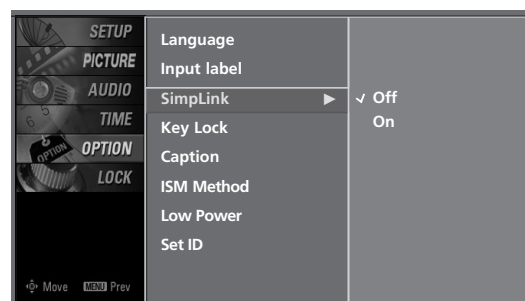 SETUP
PICTURE
AUDIO
TIME
OPTION
LOCK
Move MENU Prev
Language
Input label
SimpLink ▶
Key Lock
Caption
ISM Method
Low Power
Set ID
✓ Off
On